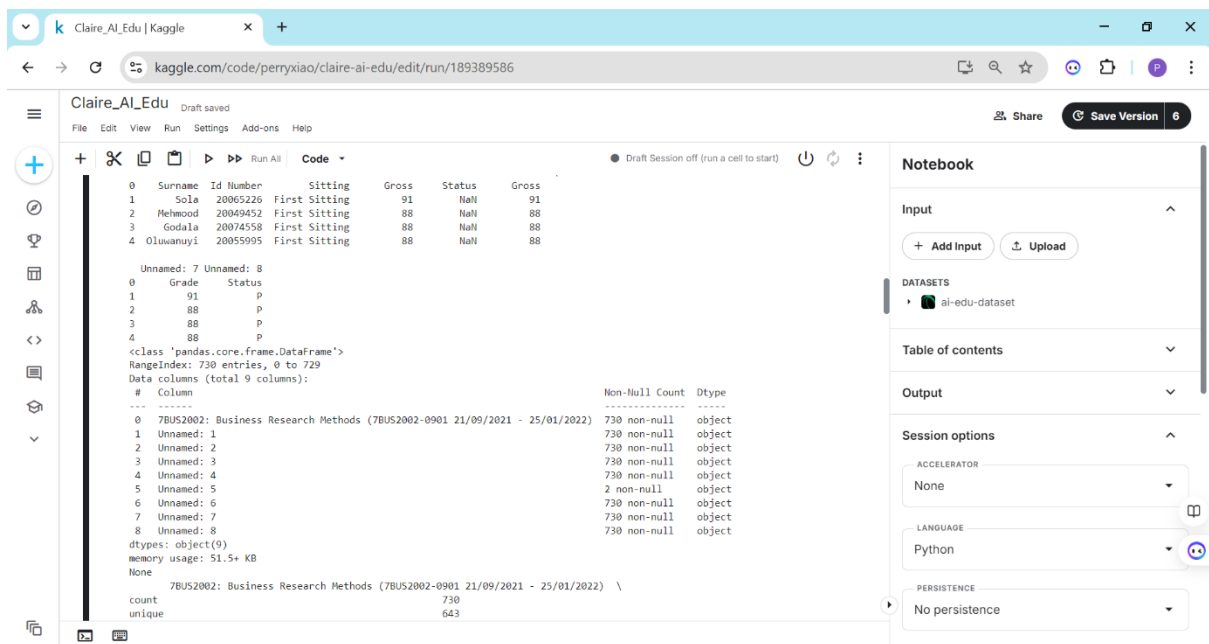 Claire_AI_Edu | Kaggle
kaggle.com/code/perryxiao/claire-ai-edu/edit/run/189389586
P
Claire_AI_Edu Draft saved
File Edit View Run Settings Add-ons Help
Share
Save Version 6
Run All Code
Draft Session off (run a cell to start)
0 Surname Id Number Sitting Gross Status Gross
1 Sola 20065226 First Sitting 91 NaN 91
2 Mehmood 20049452 First Sitting 88 NaN 88
3 Godala 20074558 First Sitting 88 NaN 88
4 Oluwanuyi 20055995 First Sitting 88 NaN 88
Unnamed: 7 Unnamed: 8
0 Grade Status
1 91 P
2 88 P
3 88 P
4 88 P
<class 'pandas.core.frame.DataFrame'>
RangeIndex: 730 entries, 0 to 729
Data columns (total 9 columns):
# Column Non-Null Count Dtype
--- ------ -------------- -----
0 7BUS2002: Business Research Methods (7BUS2002-0901 21/09/2021 - 25/01/2022) 730 non-null object
1 Unnamed: 1 730 non-null object
2 Unnamed: 2 730 non-null object
3 Unnamed: 3 730 non-null object
4 Unnamed: 4 730 non-null object
5 Unnamed: 5 2 non-null object
6 Unnamed: 6 730 non-null object
7 Unnamed: 7 730 non-null object
8 Unnamed: 8 730 non-null object
dtypes: object(9)
memory usage: 51.5+ KB
None
7BUS2002: Business Research Methods (7BUS2002-0901 21/09/2021 - 25/01/2022) \
count 730
unique 643
Notebook
Input
+ Add Input
Upload
DATASETS
ai-edu-dataset
Table of contents
Output
Session options
ACCELERATOR
None
LANGUAGE
Python
PERSISTENCE
No persistence